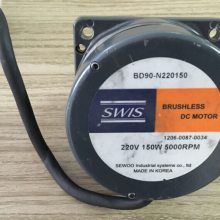 BD90-N220150
SWIS
BRUSHLESS
DC MOTOR
1206-0087-0034
220V 150W 5000RPM
SEWOO Industrial systems co., ltd
MADE IN KOREA